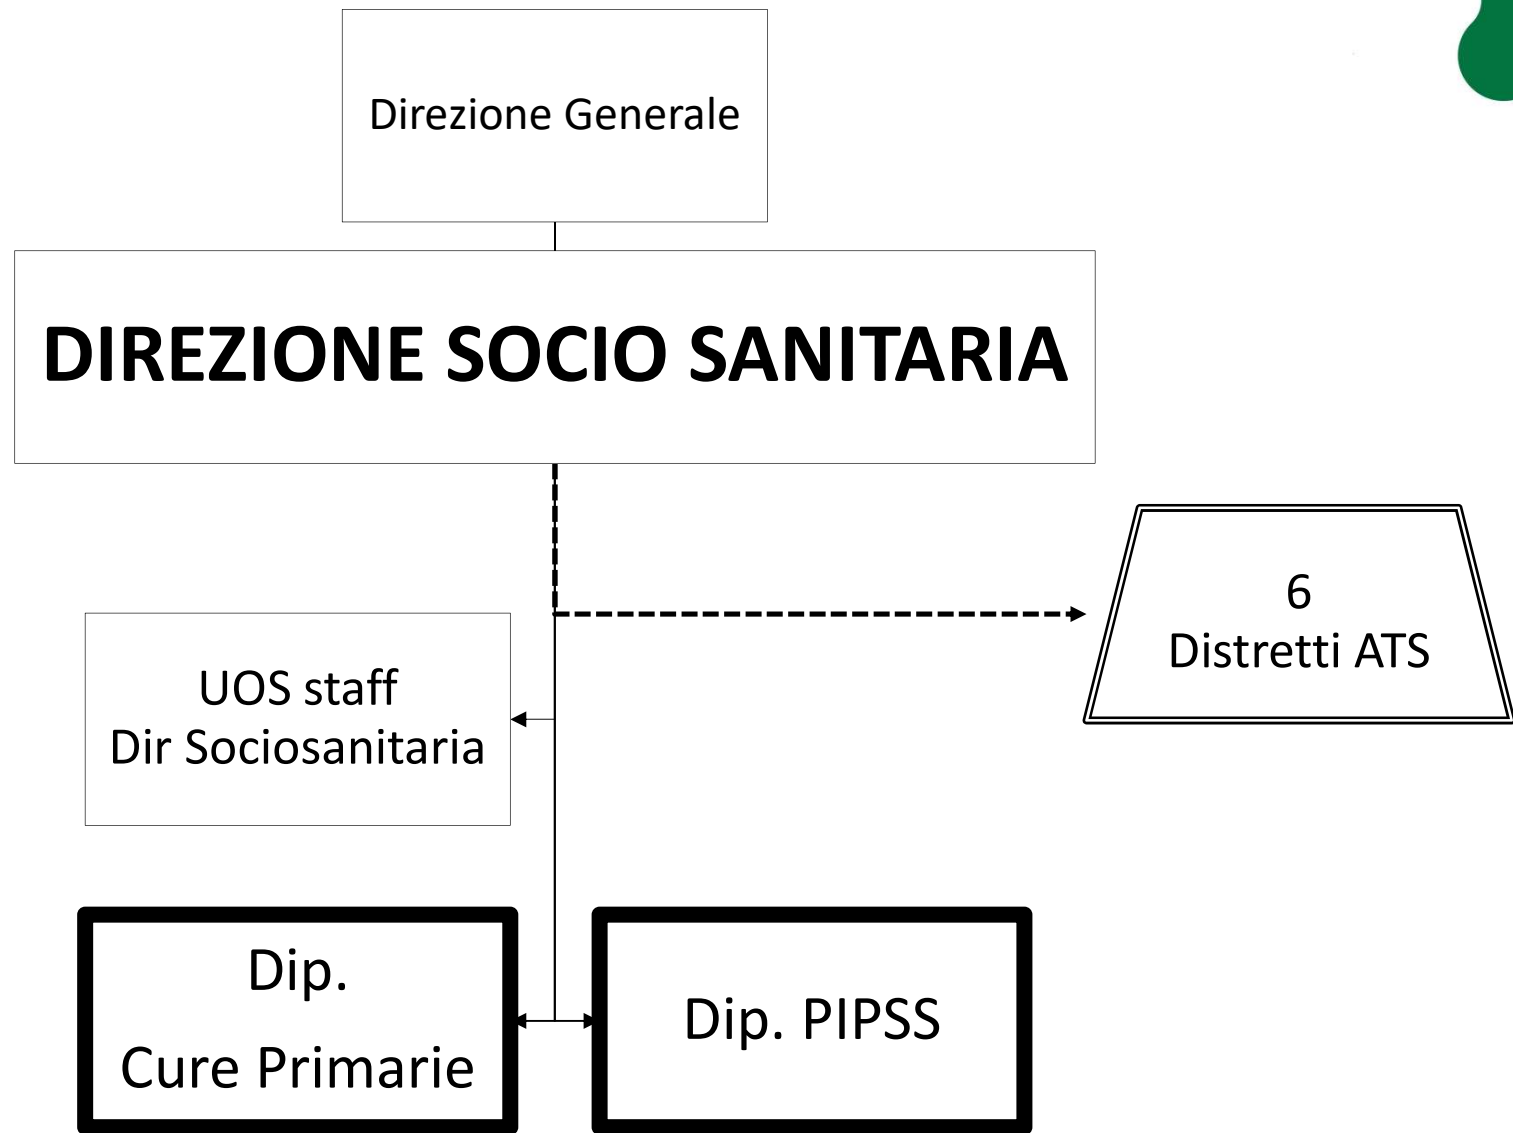 Direzione Generale
DIREZIONE SOCIO SANITARIA
6
Distretti ATS
UOS staff
Dir Sociosanitaria
Dip.
Cure Primarie
Dip. PIPSS